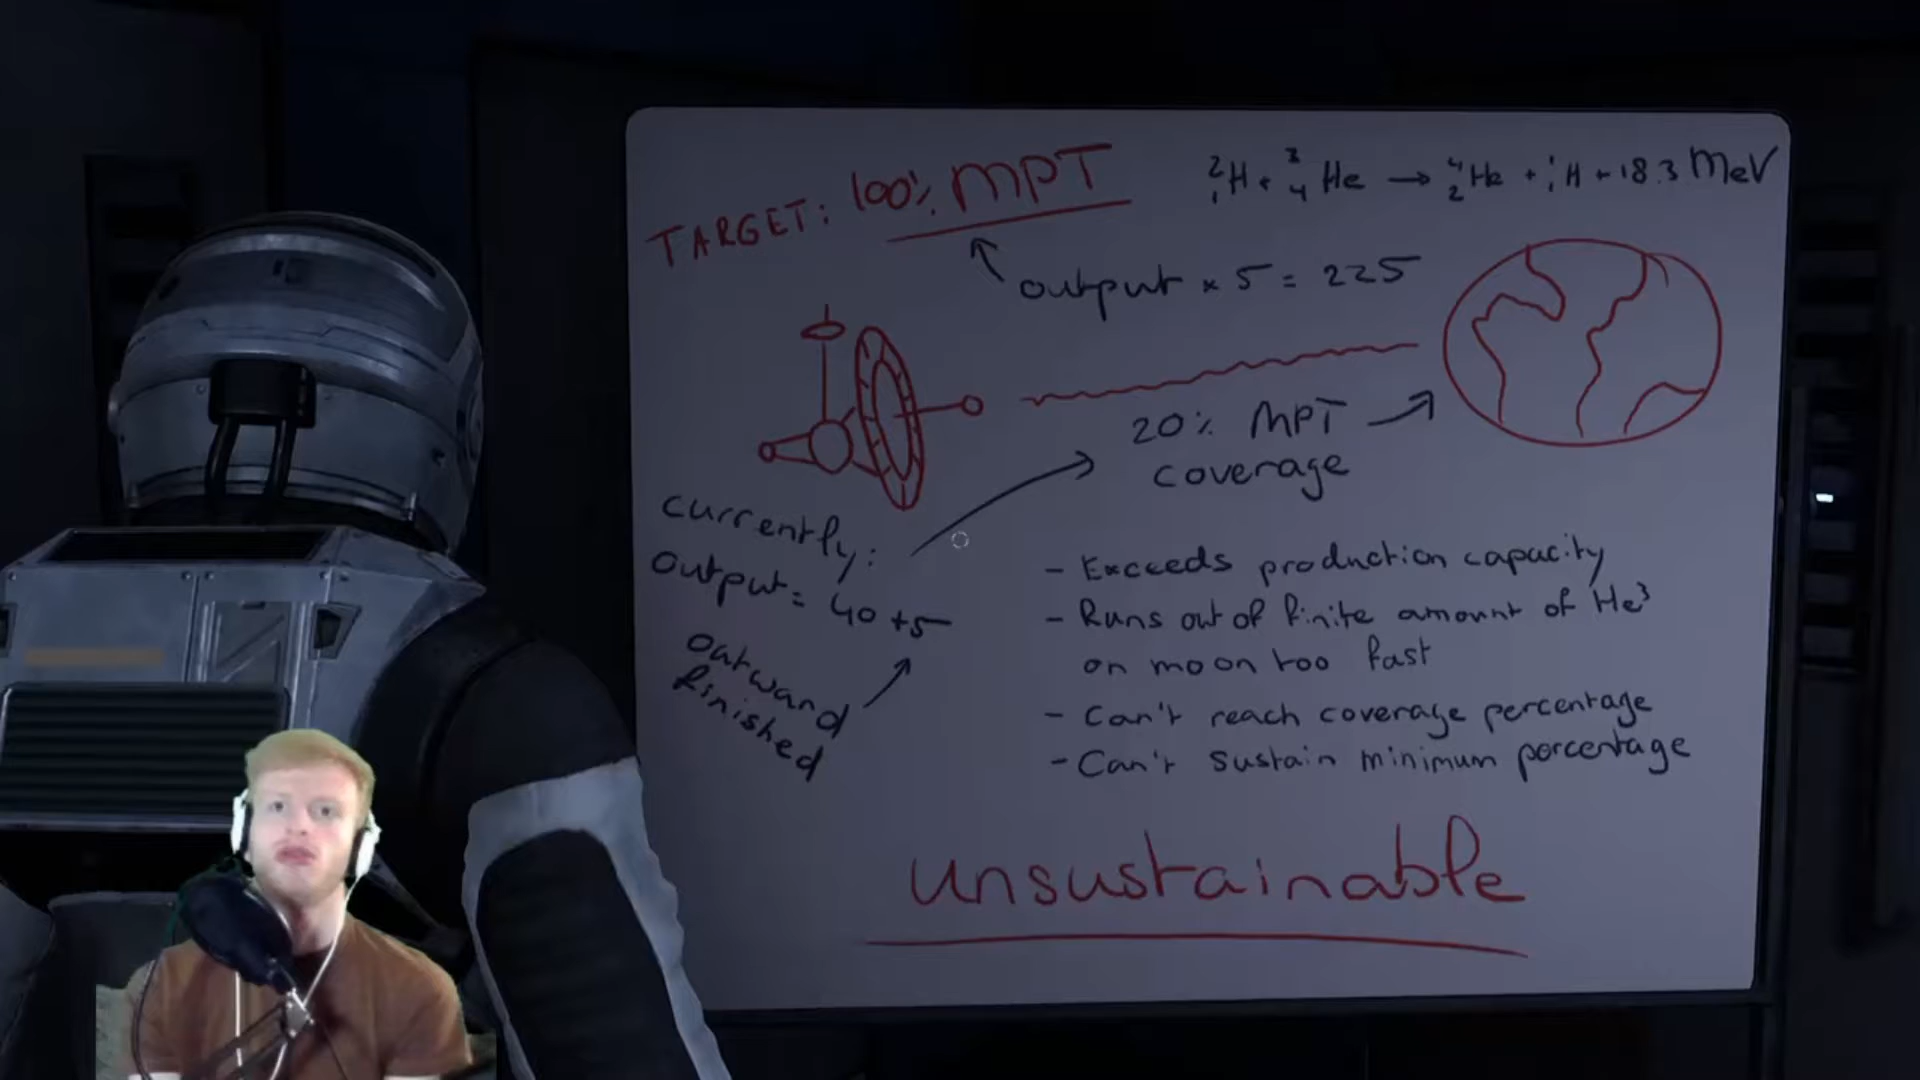 TARGET: 100% MPT
²₁H + ³₄He → ⁴₂He + ¹₁H + 18.3 MeV
output × 5 = 225
20% MPT
coverage
currently:
Output = 40 +5
Outward
finished
- Exceeds production capacity
- Runs out of finite amount of He³
on moon too fast
- Can't reach coverage percentage
- Can't sustain minimum percentage
unsustainable